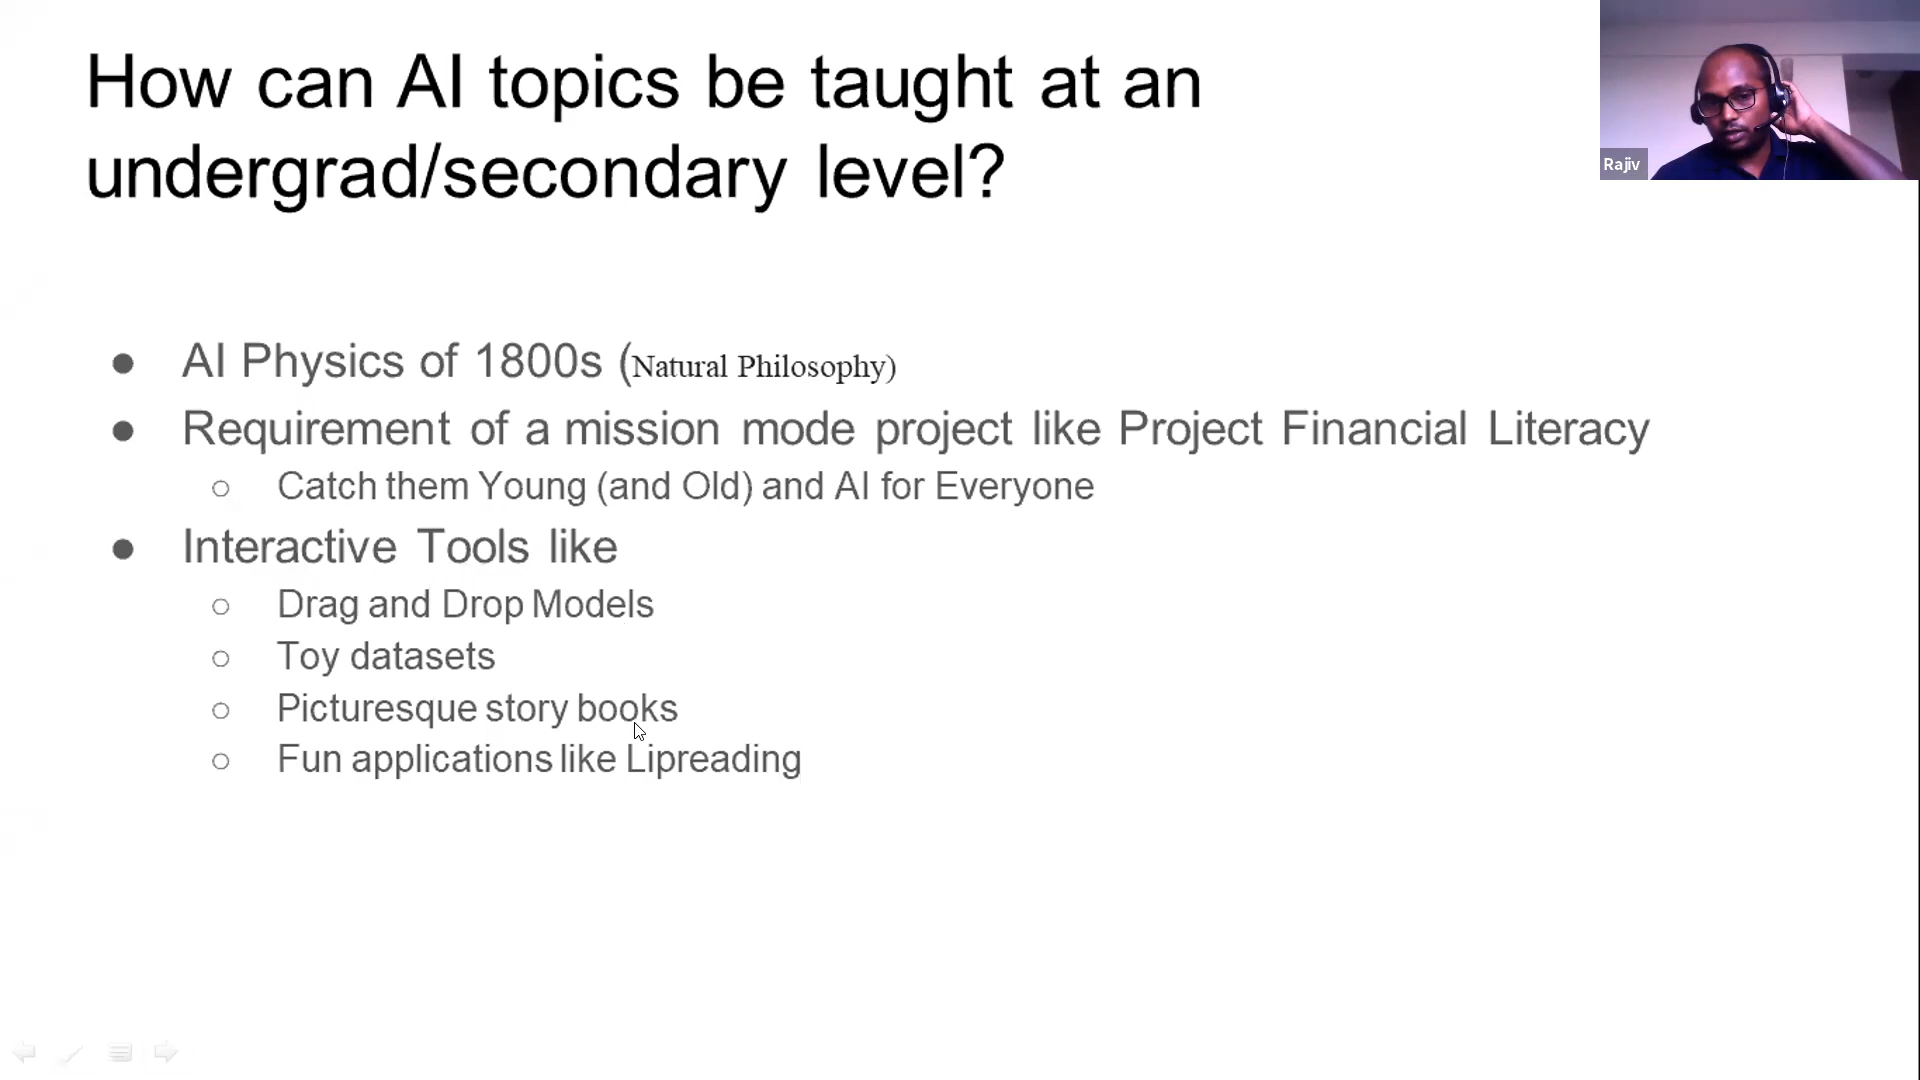 How can AI topics be taught at an
undergrad/secondary level?
Rajiv
● AI Physics of 1800s (Natural Philosophy)
● Requirement of a mission mode project like Project Financial Literacy
○ Catch them Young (and Old) and AI for Everyone
● Interactive Tools like
○ Drag and Drop Models
○ Toy datasets
○ Picturesque story books
○ Fun applications like Lipreading